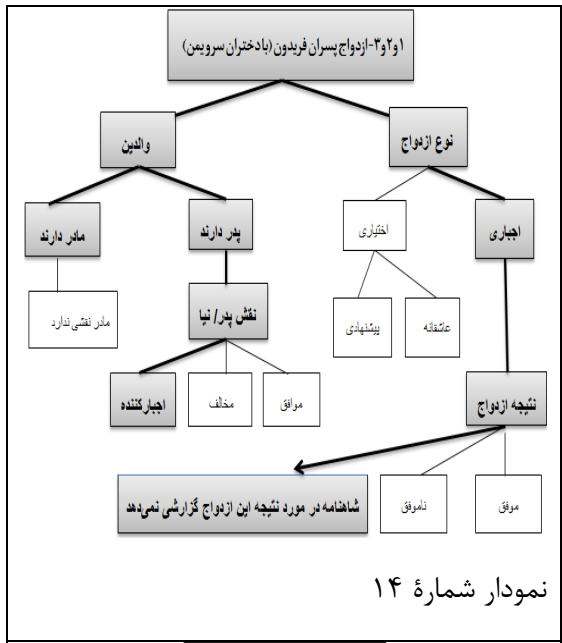 ۱و۲و۳-ازدواج پسران فریدون (با دختران سرویمن)
نوع ازدواج
والدین
اجباری
اختیاری
پدر دارند
مادر دارند
عاشقانه
پیشنهادی
نقش پدر/ نیا
مادر نقشی ندارد
نتیجه ازدواج
موافق
مخالف
اجبارکننده
موفق
ناموفق
شاهنامه در مورد نتیجه این ازدواج گزارشی نمی‌دهد
نمودار شمارۀ ۱۴